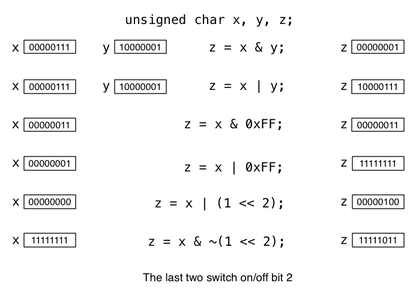 unsigned char x, y, z;
x 00000111 y 10000001 z = x & y; z 00000001
x 00000111 y 10000001 z = x | y; z 10000111
x 00000011 z = x & 0xFF; z 00000011
x 00000001 z = x | 0xFF; z 11111111
x 00000000 z = x | (1 << 2); z 00000100
x 11111111 z = x & ~(1 << 2); z 11111011
The last two switch on/off bit 2